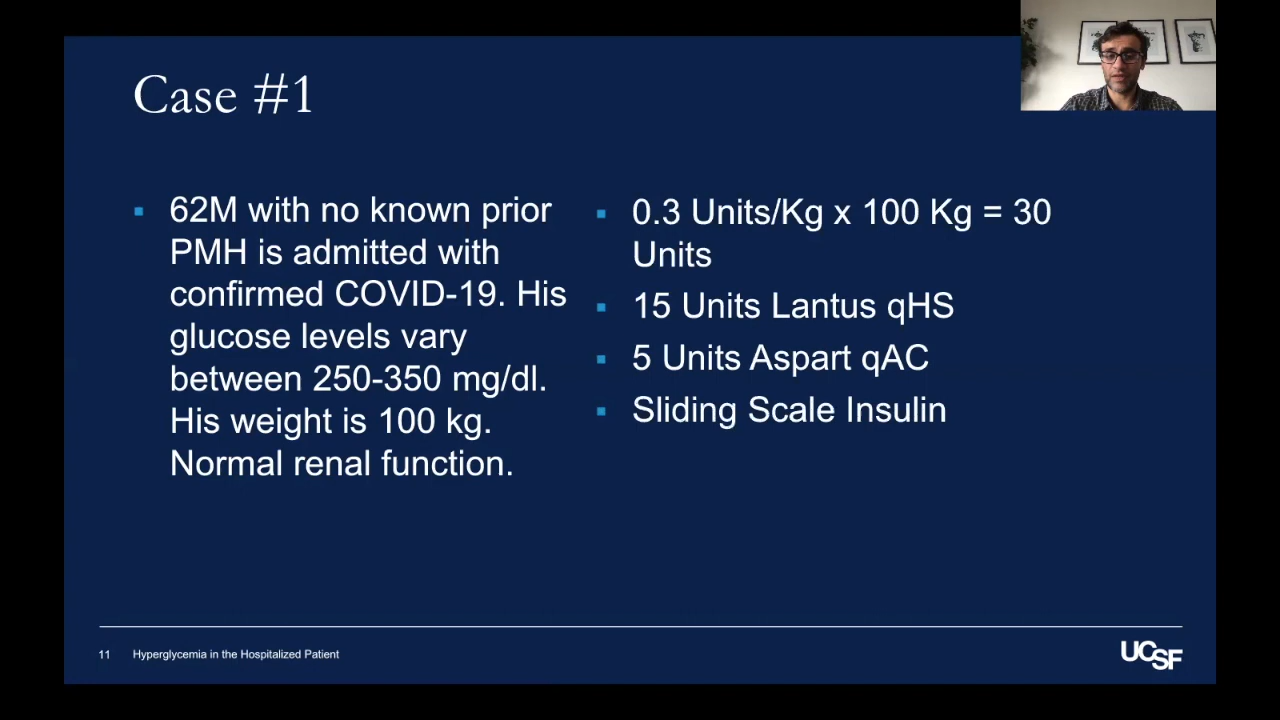 Case #1
62M with no known prior
PMH is admitted with
confirmed COVID-19. His
glucose levels vary
between 250-350 mg/dl.
His weight is 100 kg.
Normal renal function.
0.3 Units/Kg x 100 Kg = 30
Units
15 Units Lantus qHS
5 Units Aspart qAC
Sliding Scale Insulin
11 Hyperglycemia in the Hospitalized Patient
UCSF